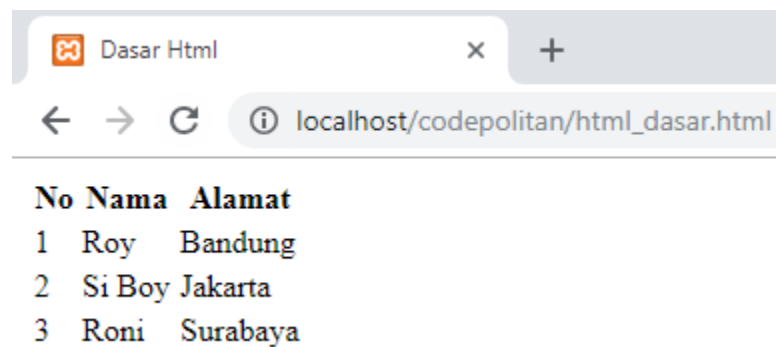 Dasar Html
localhost/codepolitan/html_dasar.html
No Nama Alamat
1 Roy Bandung
2 Si Boy Jakarta
3 Roni Surabaya